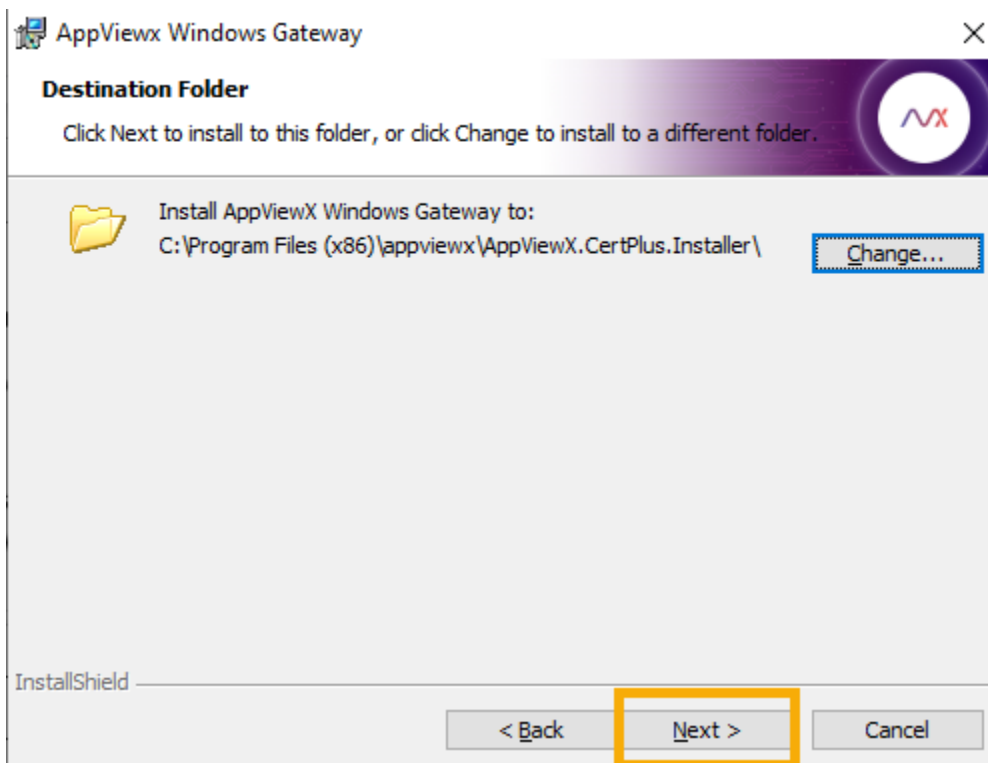 AppViewx Windows Gateway
Destination Folder
Click Next to install to this folder, or click Change to install to a different folder.
Install AppViewX Windows Gateway to:
C:\Program Files (x86)\appviewx\AppViewX.CertPlus.Installer\
Change...
InstallShield
< Back
Next >
Cancel